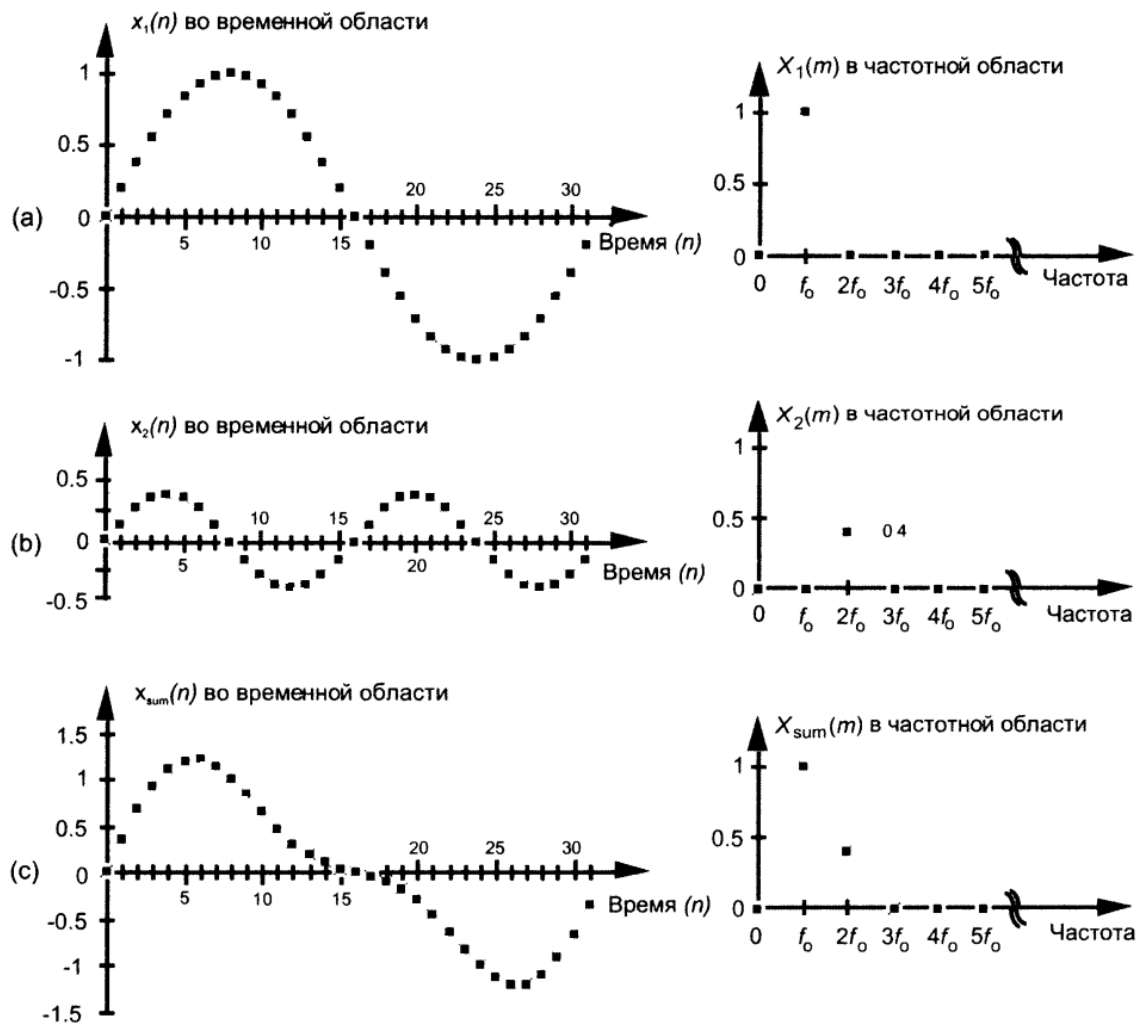 x₁(n) во временной области
1
0.5
0
-0.5
-1
5
10
15
20
25
30
Время (n)
(a)
X₁(m) в частотной области
1
0.5
0
0
f₀
2f₀
3f₀
4f₀
5f₀
Частота
x₂(n) во временной области
0.5
0
-0.5
10
15
25
30
5
20
Время (n)
(b)
X₂(m) в частотной области
1
0.5
0
0 4
0
f₀
2f₀
3f₀
4f₀
5f₀
Частота
xsum(n) во временной области
1.5
1
0.5
0
-0.5
-1
-1.5
20
25
30
5
10
15
Время (n)
(c)
Xsum(m) в частотной области
1
0.5
0
0
f₀
2f₀
3f₀
4f₀
5f₀
Частота